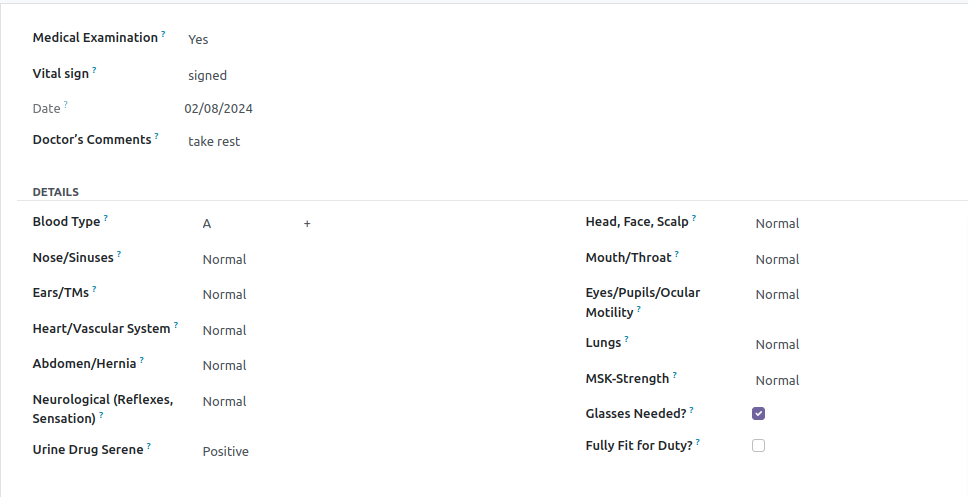 Medical Examination ? Yes
Vital sign ? signed
Date ? 02/08/2024
Doctor’s Comments ? take rest
DETAILS
Blood Type ? A +
Nose/Sinuses ? Normal
Ears/TMs ? Normal
Heart/Vascular System ? Normal
Abdomen/Hernia ? Normal
Neurological (Reflexes, Normal
Sensation) ?
Urine Drug Serene ? Positive
Head, Face, Scalp ? Normal
Mouth/Throat ? Normal
Eyes/Pupils/Ocular Normal
Motility ?
Lungs ? Normal
MSK-Strength ? Normal
Glasses Needed? ?
Fully Fit for Duty? ?